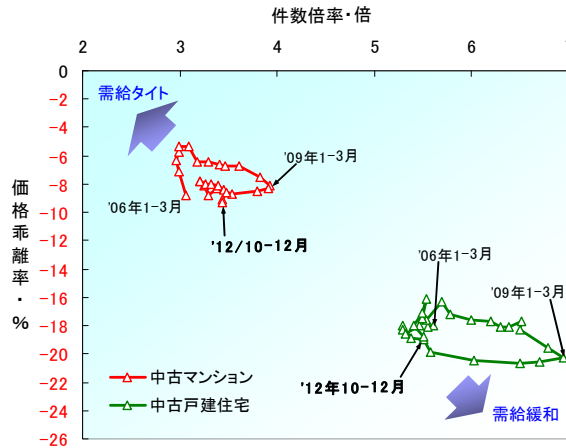 件数倍率・倍
2 3 4 5 6 7
0
-2
-4
-6
-8
-10
-12
-14
-16
-18
-20
-22
-24
-26
価格乖離率・%
需給タイト
'09年1-3月
'06年1-3月
'12/10-12月
'06年1-3月
'09年1-3月
'12年10-12月
中古マンション
中古戸建住宅
需給緩和